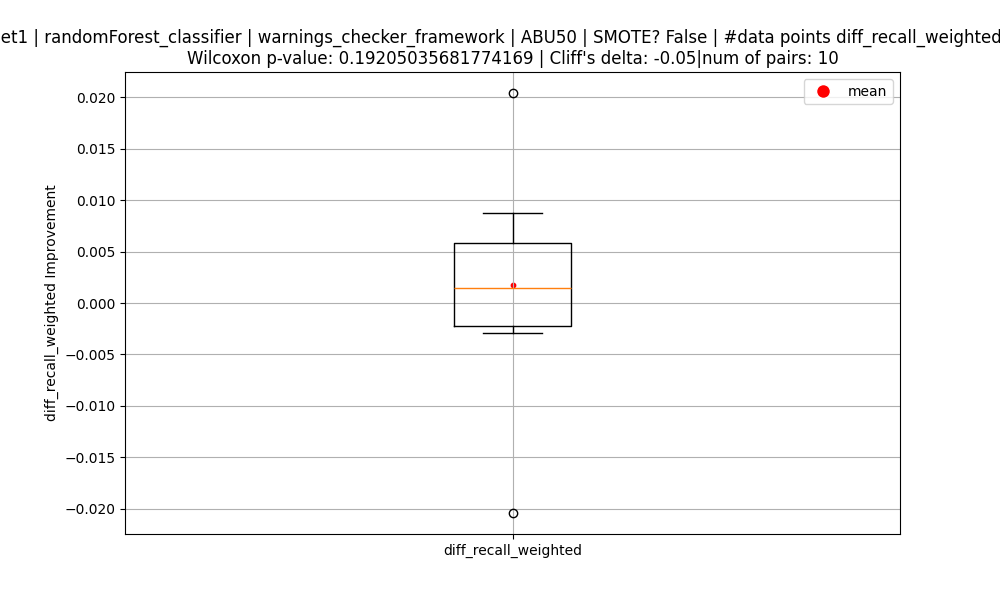 et1 | randomForest_classifier | warnings_checker_framework | ABU50 | SMOTE? False | #data points diff_recall_weighted
Wilcoxon p-value: 0.19205035681774169 | Cliff's delta: -0.05|num of pairs: 10
mean
0.020
0.015
0.010
0.005
0.000
−0.005
−0.010
−0.015
−0.020
diff_recall_weighted Improvement
diff_recall_weighted